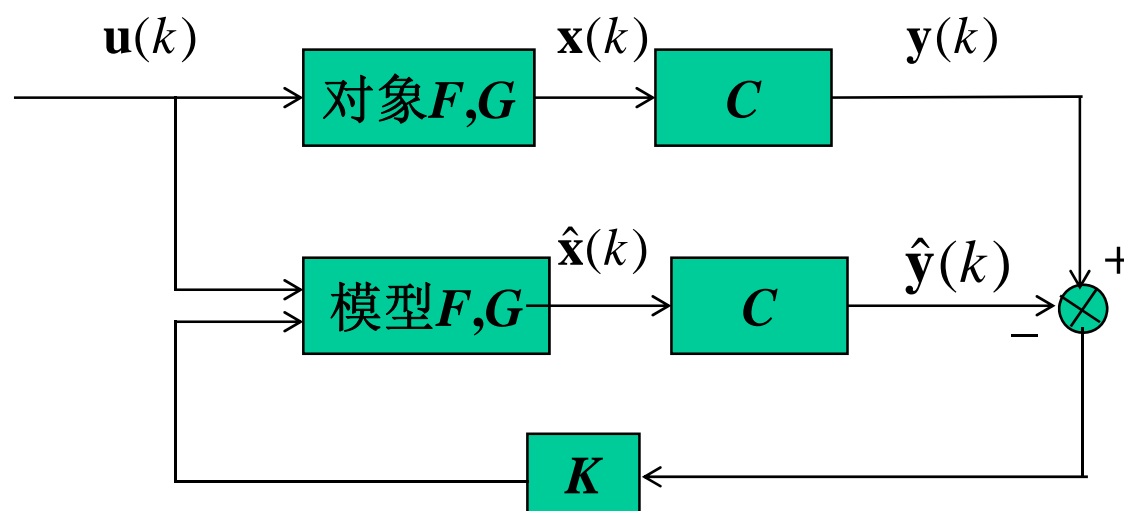 u(k)
x(k)
y(k)
对象F,G
C
+
x̂(k)
ŷ(k)
模型F,G
C
−
K